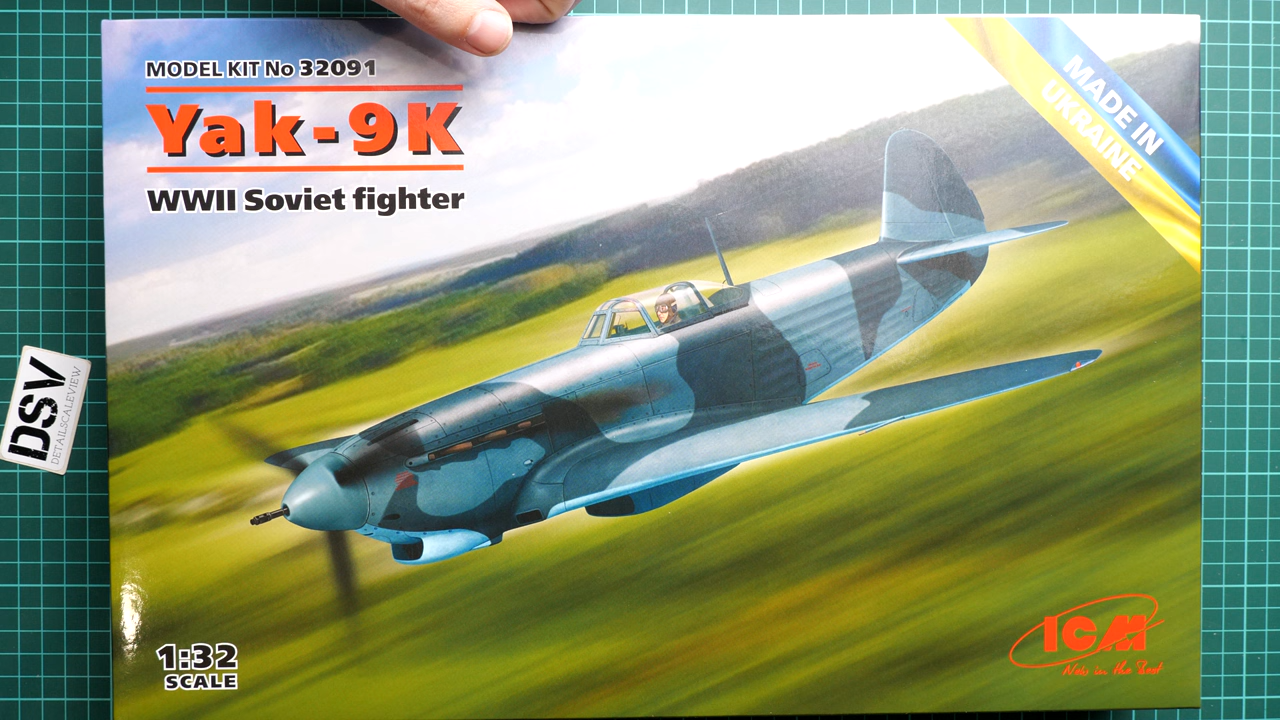 MODEL KIT No 32091
Yak-9K
WWII Soviet fighter
MADE IN
UKRAINE
DSV
DETAILSCALEVIEW
1:32
SCALE
ICM